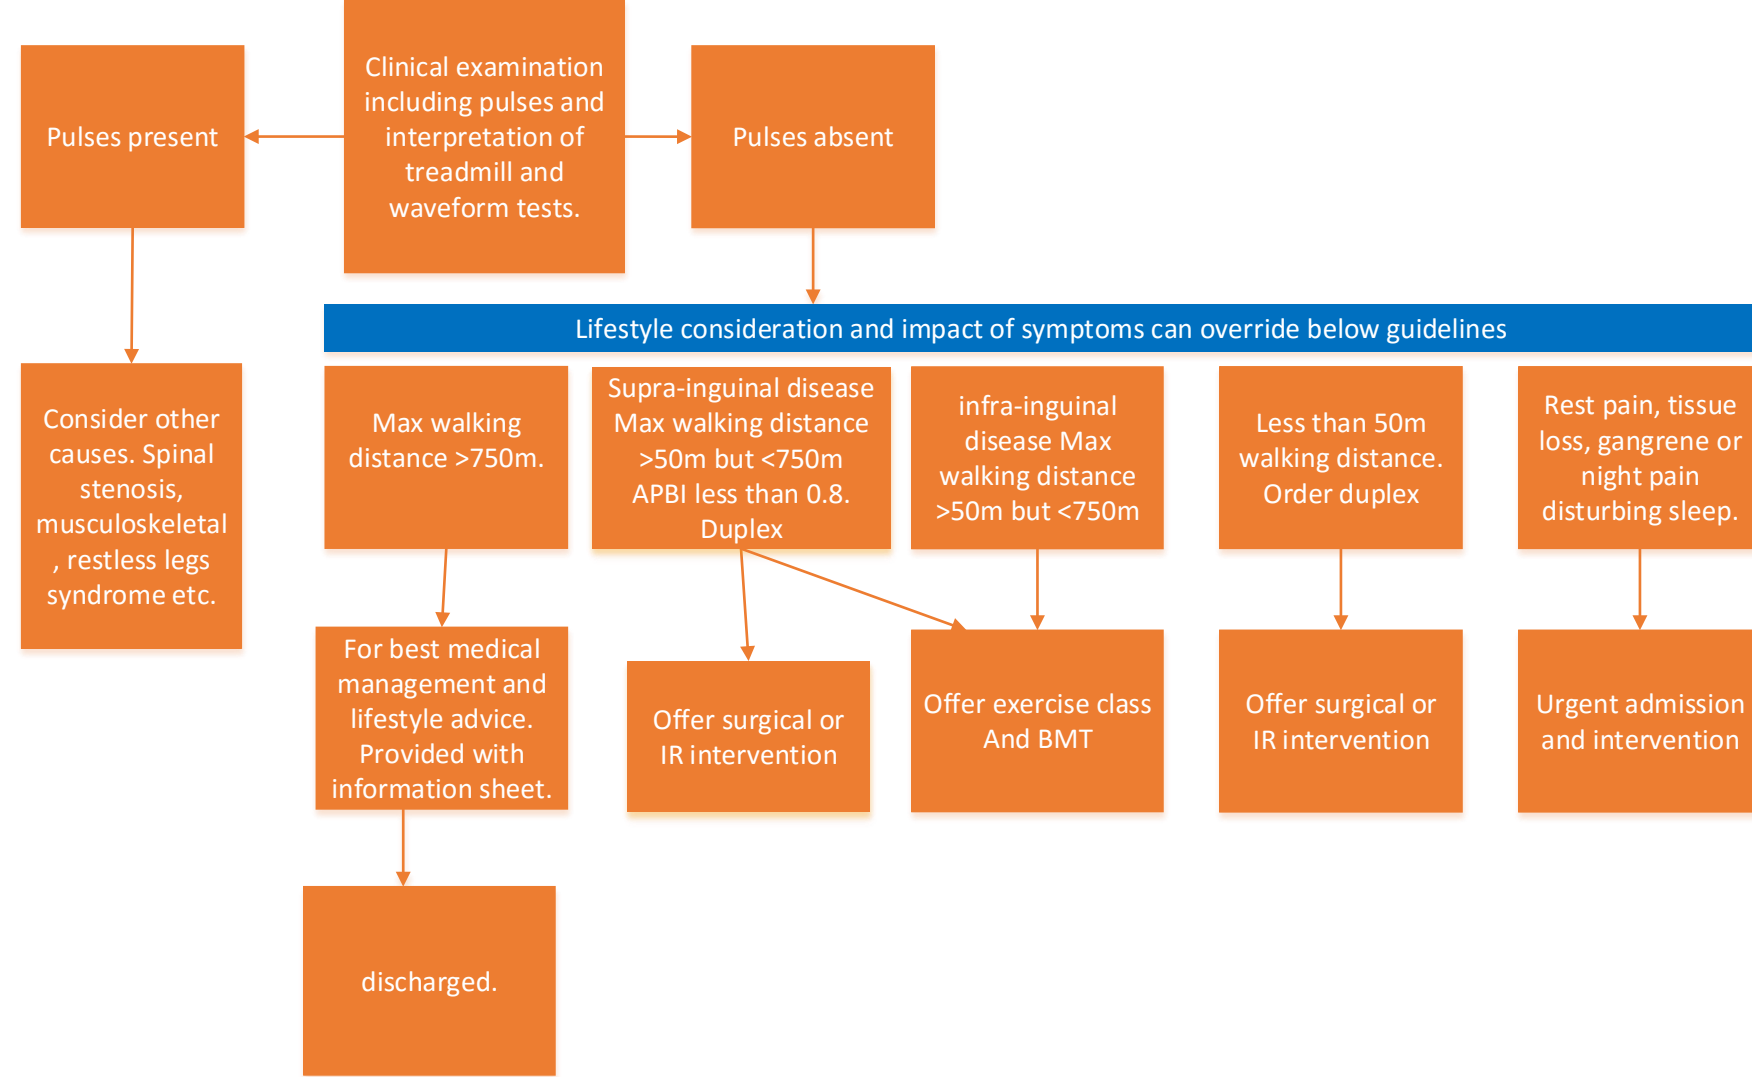 Pulses present
Clinical examination
including pulses and
interpretation of
treadmill and
waveform tests.
Pulses absent
Lifestyle consideration and impact of symptoms can override below guidelines
Consider other
causes. Spinal
stenosis,
musculoskeletal
, restless legs
syndrome etc.
Max walking
distance >750m.
Supra-inguinal disease
Max walking distance
>50m but <750m
APBI less than 0.8.
Duplex
infra-inguinal
disease Max
walking distance
>50m but <750m
Less than 50m
walking distance.
Order duplex
Rest pain, tissue
loss, gangrene or
night pain
disturbing sleep.
For best medical
management and
lifestyle advice.
Provided with
information sheet.
Offer surgical or
IR intervention
Offer exercise class
And BMT
Offer surgical or
IR intervention
Urgent admission
and intervention
discharged.